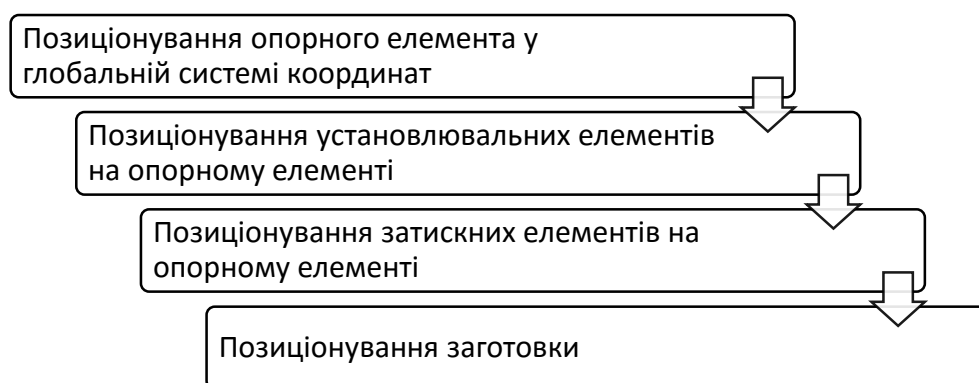 Позиціонування опорного елемента у
глобальній системі координат
Позиціонування установлювальних елементів
на опорному елементі
Позиціонування затискних елементів на
опорному елементі
Позиціонування заготовки